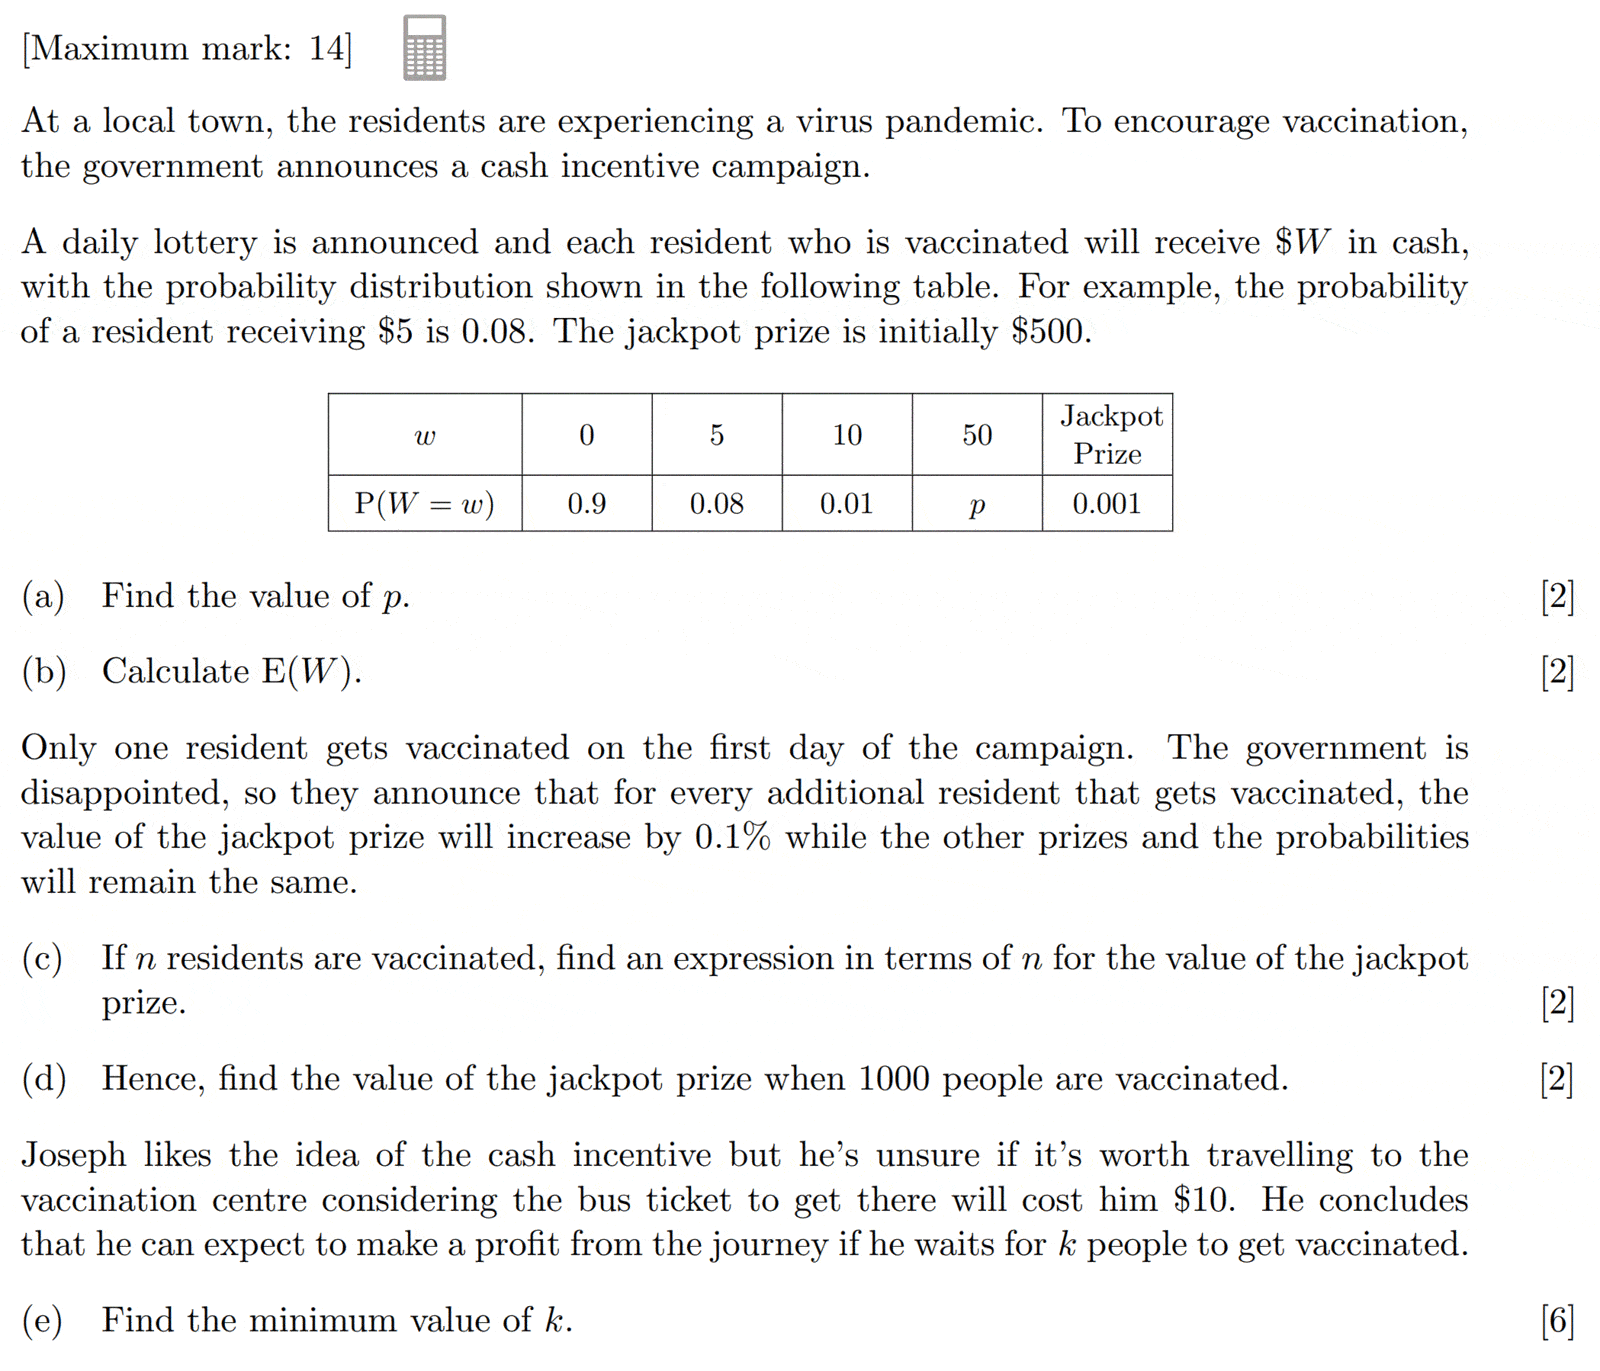 [Maximum mark: 14]
At a local town, the residents are experiencing a virus pandemic. To encourage vaccination,
the government announces a cash incentive campaign.
A daily lottery is announced and each resident who is vaccinated will receive $W in cash,
with the probability distribution shown in the following table. For example, the probability
of a resident receiving $5 is 0.08. The jackpot prize is initially $500.
w 0 5 10 50 Jackpot Prize
P(W = w) 0.9 0.08 0.01 p 0.001
(a) Find the value of p. [2]
(b) Calculate E(W). [2]
Only one resident gets vaccinated on the first day of the campaign. The government is
disappointed, so they announce that for every additional resident that gets vaccinated, the
value of the jackpot prize will increase by 0.1% while the other prizes and the probabilities
will remain the same.
(c) If n residents are vaccinated, find an expression in terms of n for the value of the jackpot
prize. [2]
(d) Hence, find the value of the jackpot prize when 1000 people are vaccinated. [2]
Joseph likes the idea of the cash incentive but he's unsure if it's worth travelling to the
vaccination centre considering the bus ticket to get there will cost him $10. He concludes
that he can expect to make a profit from the journey if he waits for k people to get vaccinated.
(e) Find the minimum value of k. [6]